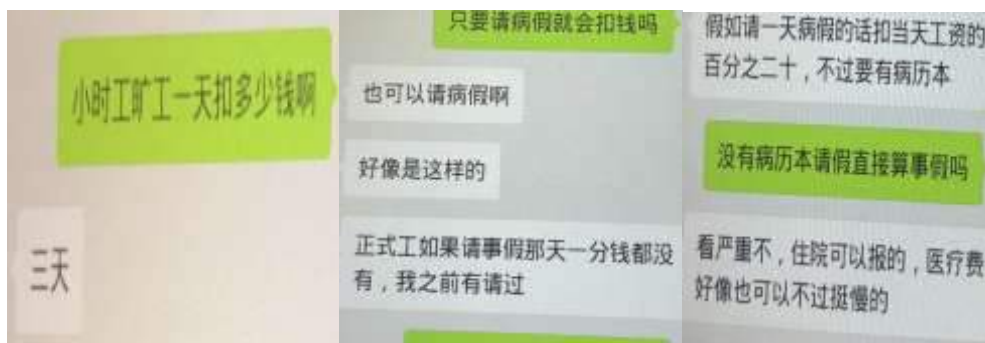 小时工旷工一天扣多少钱啊
三天
只要请病假就会扣钱吗
也可以请病假啊
好像是这样的
正式工如果请事假那天一分钱都没
有，我之前有请过
假如请一天病假的话扣当天工资的
百分之二十，不过要有病历本
没有病历本请假直接算事假吗
看严重不，住院可以报的，医疗费
好像也可以不过挺慢的